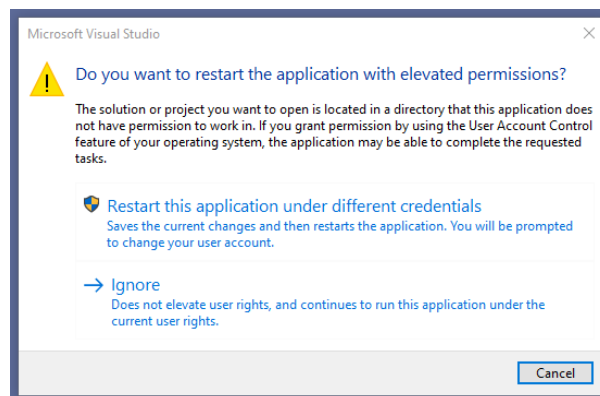 Microsoft Visual Studio
Do you want to restart the application with elevated permissions?
The solution or project you want to open is located in a directory that this application does
not have permission to work in. If you grant permission by using the User Account Control
feature of your operating system, the application may be able to complete the requested
tasks.
Restart this application under different credentials
Saves the current changes and then restarts the application. You will be prompted
to change your user account.
Ignore
Does not elevate user rights, and continues to run this application under the
current user rights.
Cancel